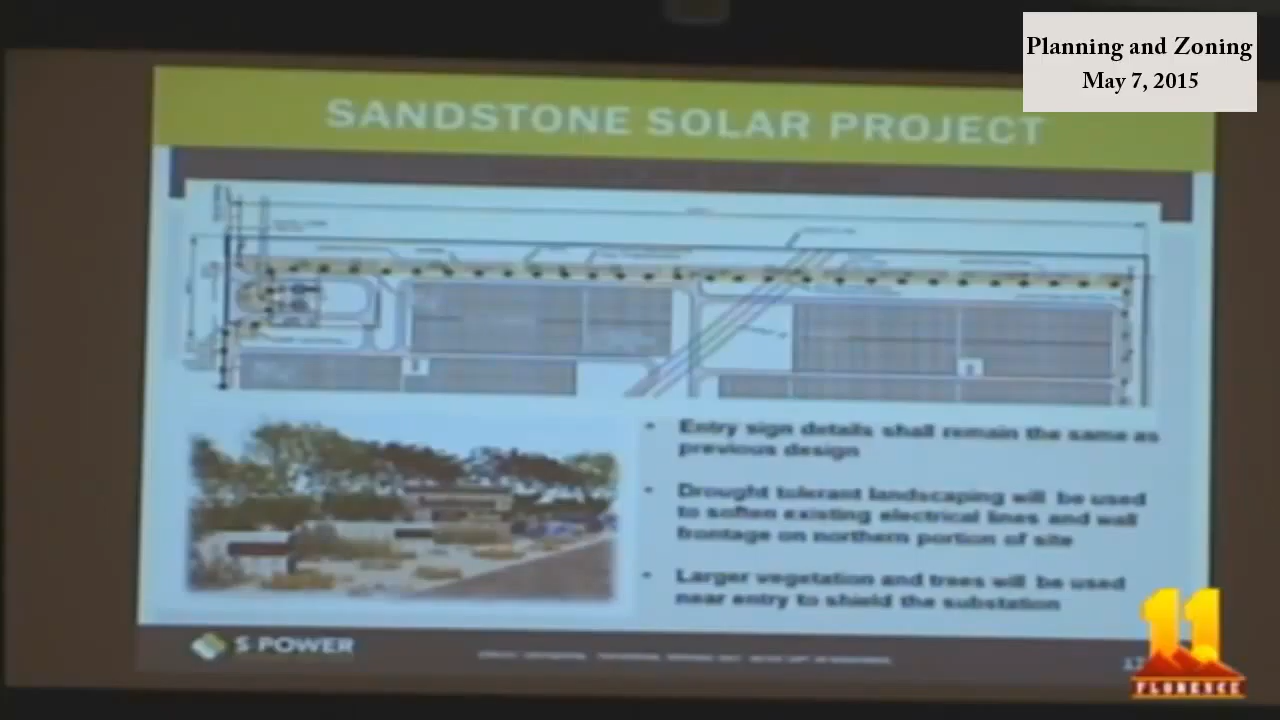 Planning and Zoning
May 7, 2015
SANDSTONE SOLAR PROJECT
• Entry sign details shall remain the same as
previous design
• Drought tolerant landscaping will be used
to soften existing electrical lines and wall
frontage on northern portion of site
• Larger vegetation and trees will be used
near entry to shield the substation
S POWER
11
FLORENCE